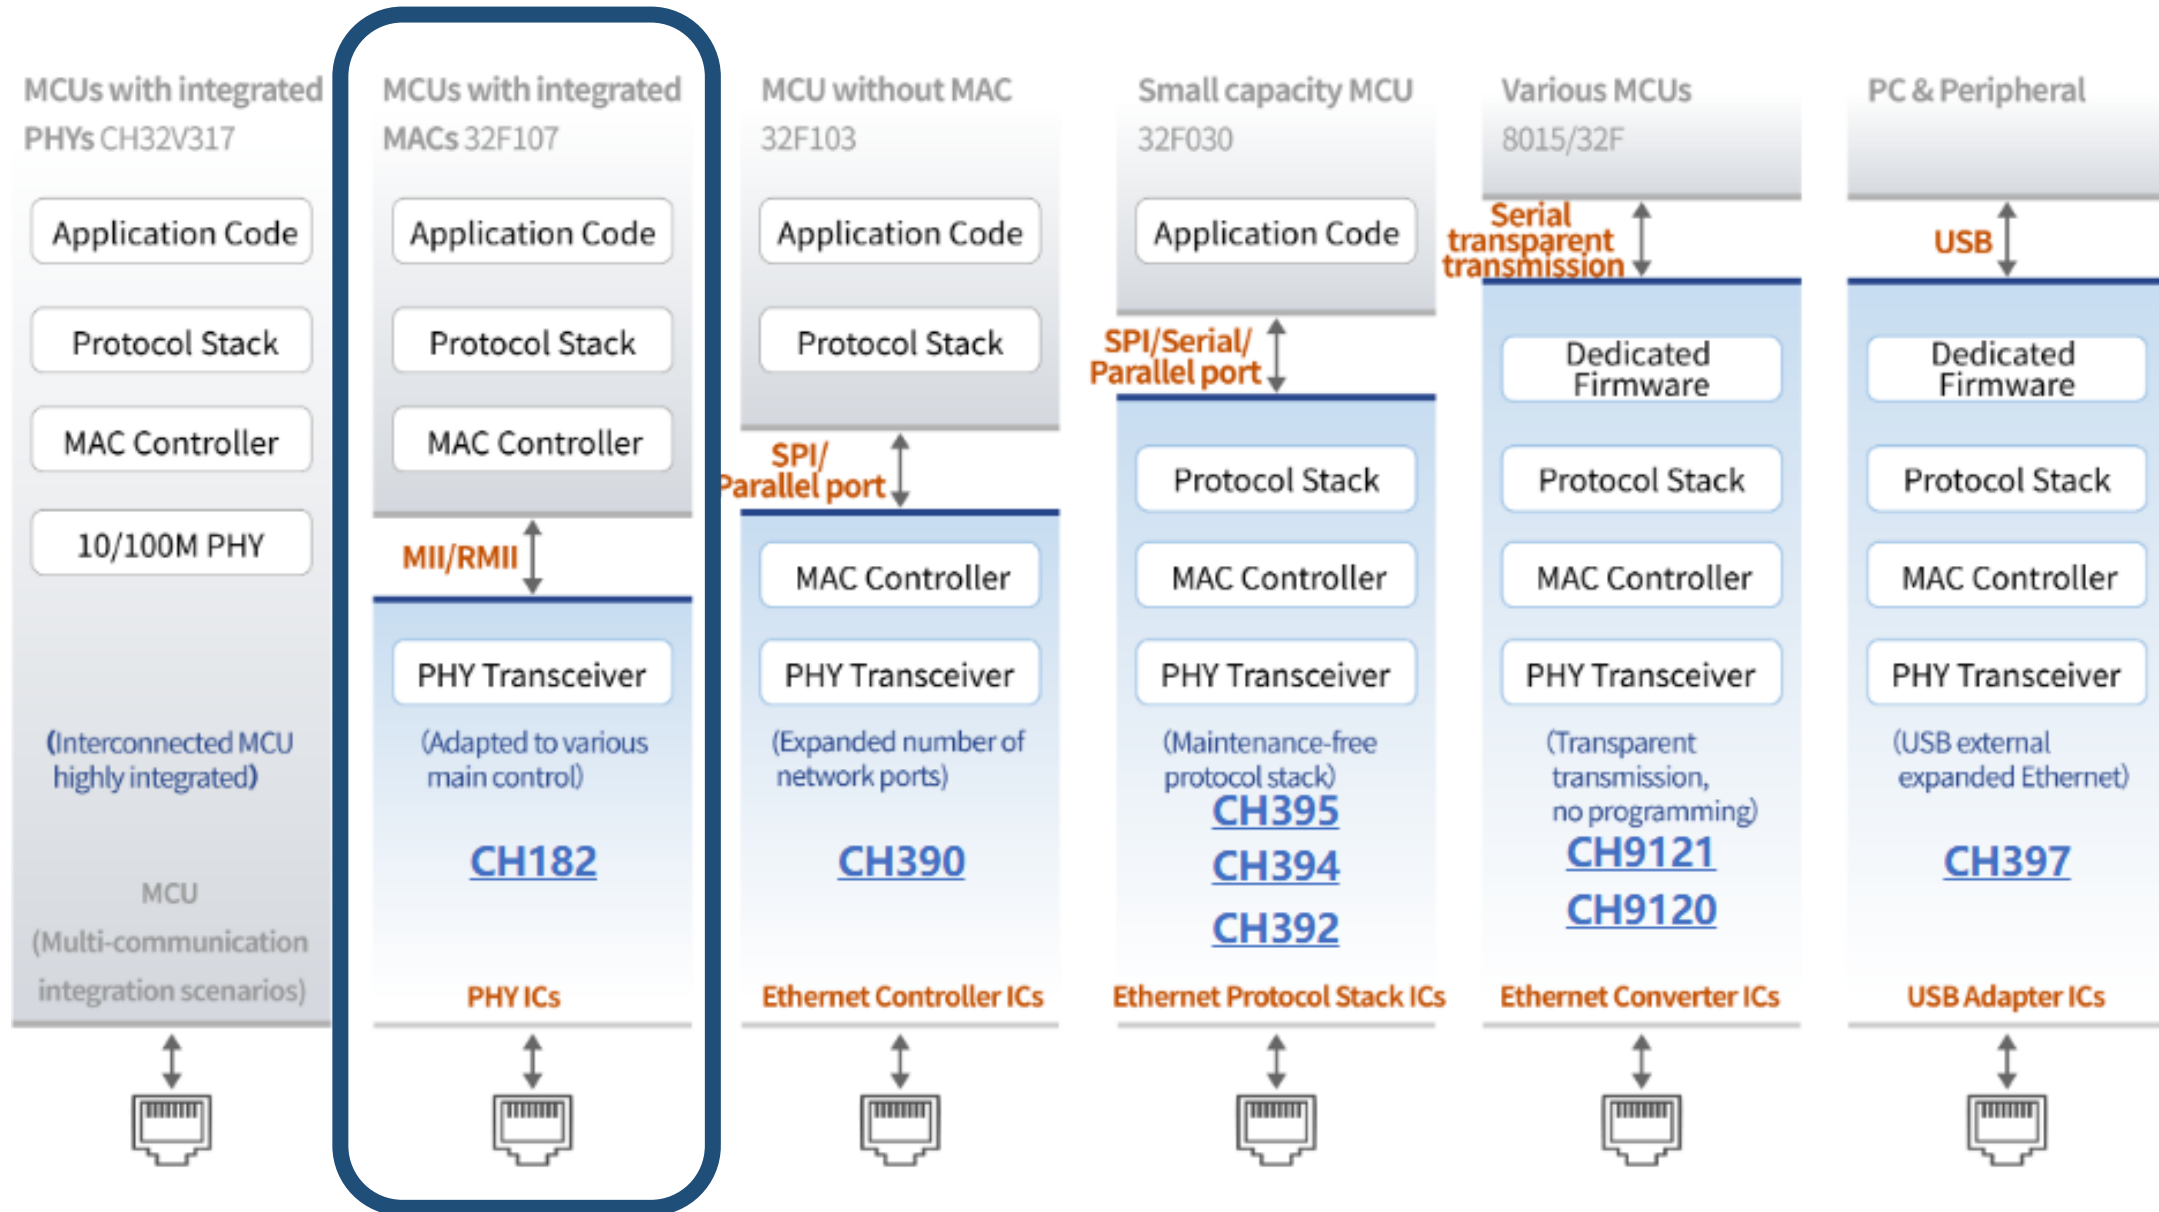 MCUs with integrated
PHYs CH32V317
Application Code
Protocol Stack
MAC Controller
10/100M PHY
(Interconnected MCU
highly integrated)
MCU
(Multi-communication
integration scenarios)
MCUs with integrated
MACs 32F107
Application Code
Protocol Stack
MAC Controller
MII/RMII
PHY Transceiver
(Adapted to various
main control)
CH182
PHY ICs
MCU without MAC
32F103
Application Code
Protocol Stack
SPI/
Parallel port
MAC Controller
PHY Transceiver
(Expanded number of
network ports)
CH390
Ethernet Controller ICs
Small capacity MCU
32F030
Application Code
SPI/Serial/
Parallel port
Protocol Stack
MAC Controller
PHY Transceiver
(Maintenance-free
protocol stack)
CH395
CH394
CH392
Ethernet Protocol Stack ICs
Various MCUs
8015/32F
Serial
transparent
transmission
Dedicated
Firmware
Protocol Stack
MAC Controller
PHY Transceiver
(Transparent
transmission,
no programming)
CH9121
CH9120
Ethernet Converter ICs
PC & Peripheral
USB
Dedicated
Firmware
Protocol Stack
MAC Controller
PHY Transceiver
(USB external
expanded Ethernet)
CH397
USB Adapter ICs